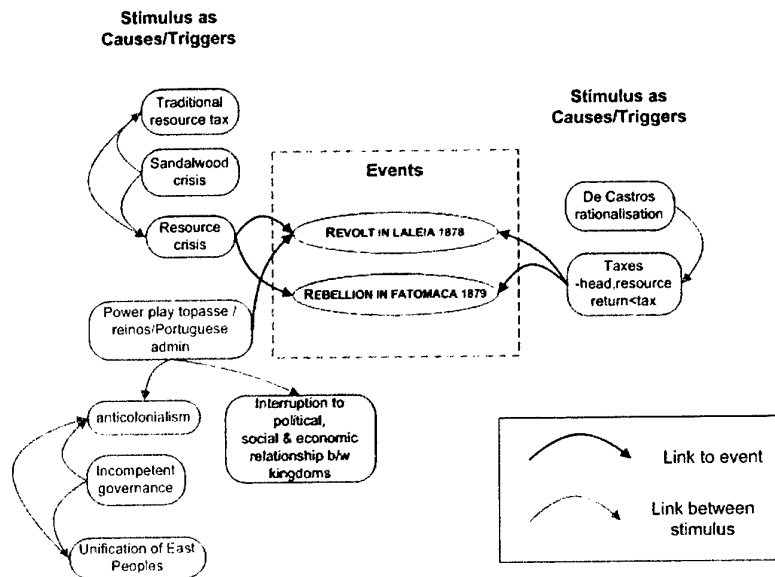 Stimulus as
Causes/Triggers
Traditional
resource tax
Sandalwood
crisis
Resource
crisis
Power play topasse /
reinos/Portuguese
admin
anticolonialism
Incompetent
governance
Unification of East
Peoples
Interruption to
political,
social & economic
relationship b/w
kingdoms
Events
REVOLT IN LALEIA 1878
REBELLION IN FATOMACA 1879
Stimulus as
Causes/Triggers
De Castros
rationalisation
Taxes
-head,resource
return<tax
Link to event
Link between
stimulus